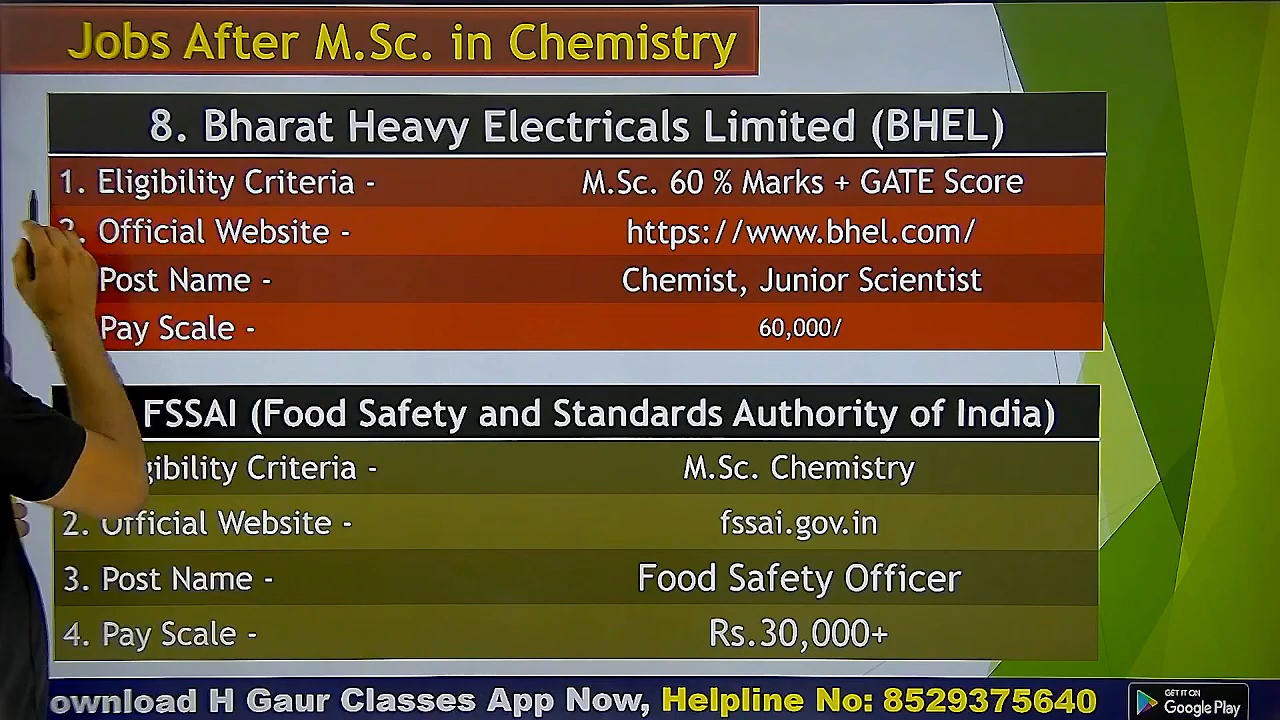 Jobs After M.Sc. in Chemistry
8. Bharat Heavy Electricals Limited (BHEL)
1. Eligibility Criteria - M.Sc. 60 % Marks + GATE Score
2. Official Website - https://www.bhel.com/
Post Name - Chemist, Junior Scientist
Pay Scale - 60,000/
FSSAI (Food Safety and Standards Authority of India)
Criteria - M.Sc. Chemistry
2. Official Website - fssai.gov.in
3. Post Name - Food Safety Officer
4. Pay Scale - Rs.30,000+
ownload H Gaur Classes App Now, Helpline No: 8529375640
GET IT ON
Google Play